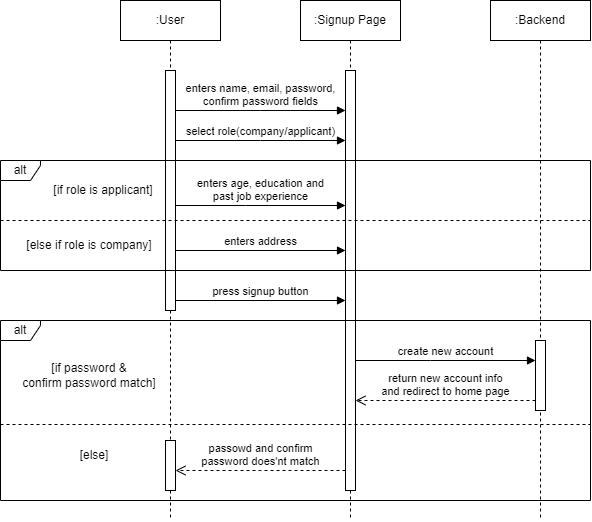 :User
:Signup Page
:Backend
enters name, email, password,
confirm password fields
select role(company/applicant)
alt
[if role is applicant]
enters age, education and
past job experience
[else if role is company]
enters address
press signup button
alt
[if password &
confirm password match]
create new account
return new account info
and redirect to home page
[else]
passowd and confirm
password does'nt match